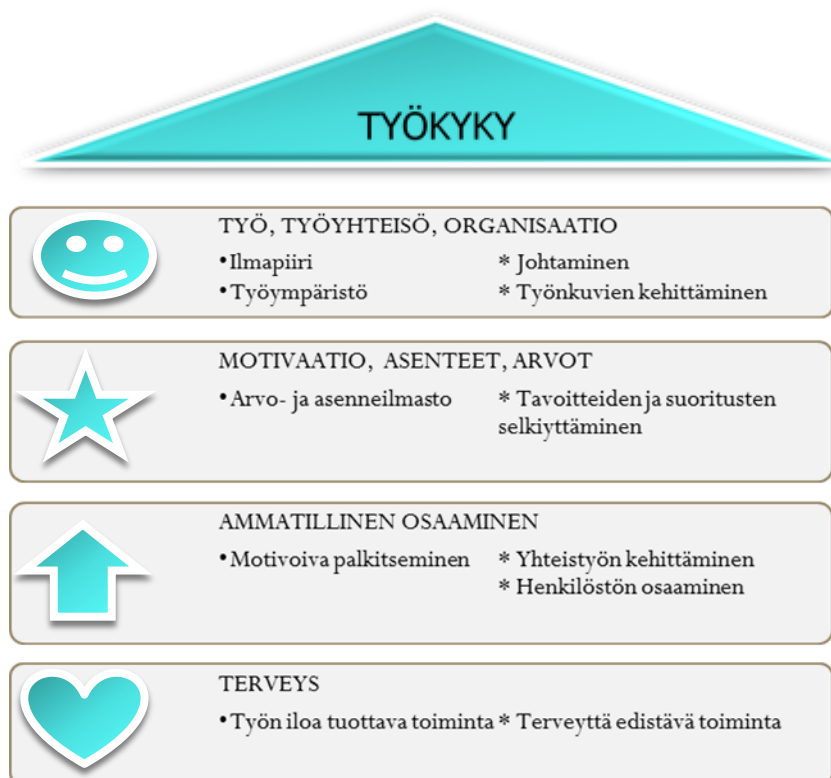 TYÖKYKY
TYÖ, TYÖYHTEISÖ, ORGANISAATIO
•Ilmapiiri * Johtaminen
•Työympäristö * Työnkuvien kehittäminen
MOTIVAATIO, ASENTEET, ARVOT
•Arvo- ja asenneilmasto * Tavoitteiden ja suoritusten
selkiyttäminen
AMMATILLINEN OSAAMINEN
•Motivoiva palkitseminen * Yhteistyön kehittäminen
* Henkilöstön osaaminen
TERVEYS
•Työn iloa tuottava toiminta * Terveyttä edistävä toiminta